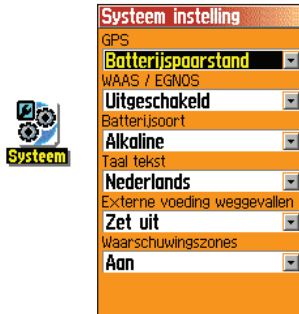 Systeem instelling
GPS
Batterijspaarstand
WAAS / EGNOS
Uitgeschakeld
Batterijsoort
Alkaline
Taal tekst
Nederlands
Externe voeding weggevallen
Zet uit
Waarschuwingszones
Aan
Systeem